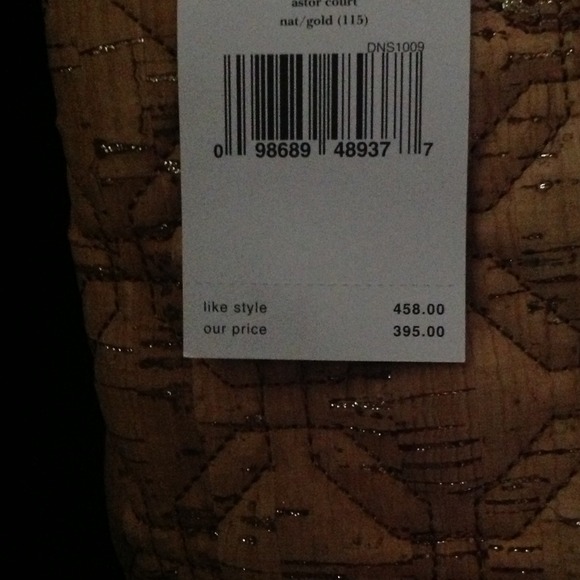 astor court
nat/gold (115)
DNS1009
0 98689 48937 7
like style 458.00
our price 395.00